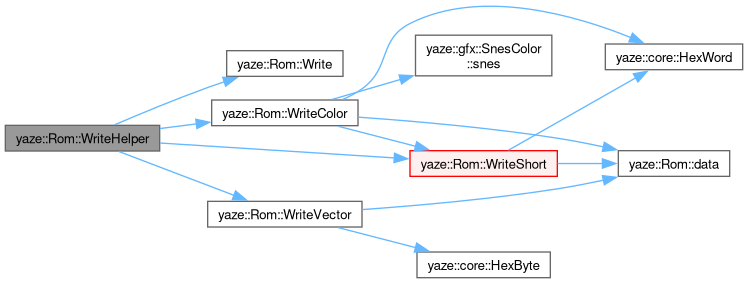 yaze::Rom::WriteHelper
yaze::Rom::Write
yaze::Rom::WriteColor
yaze::Rom::WriteVector
yaze::gfx::SnesColor
::snes
yaze::Rom::WriteShort
yaze::core::HexByte
yaze::core::HexWord
yaze::Rom::data